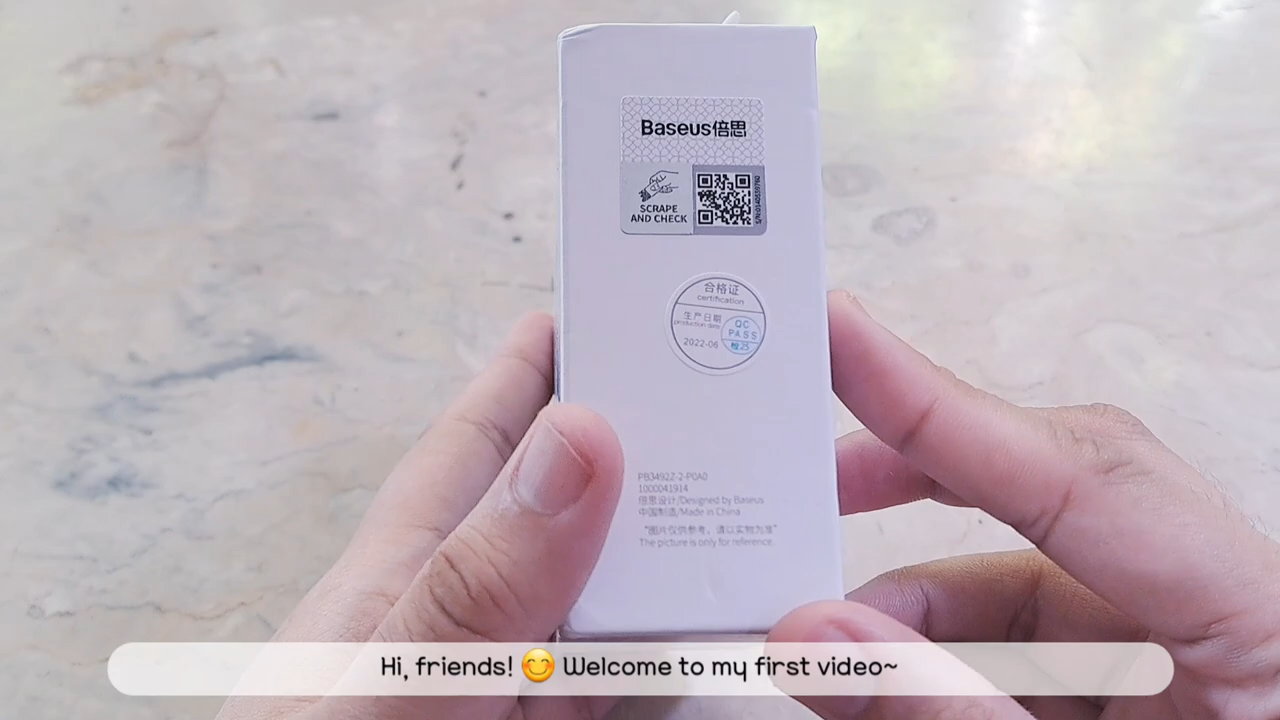 Baseus倍思
SCRAPE
AND CHECK
合格证
certification
生产日期
production date
2022-06
QC
PASS
PB3492Z-2-P0A0
1000041914
倍思设计/Designed by Baseus
中国制造/Made in China
"图片仅供参考，请以实物为准"
The picture is only for reference.
Hi, friends! 😊 Welcome to my first video~